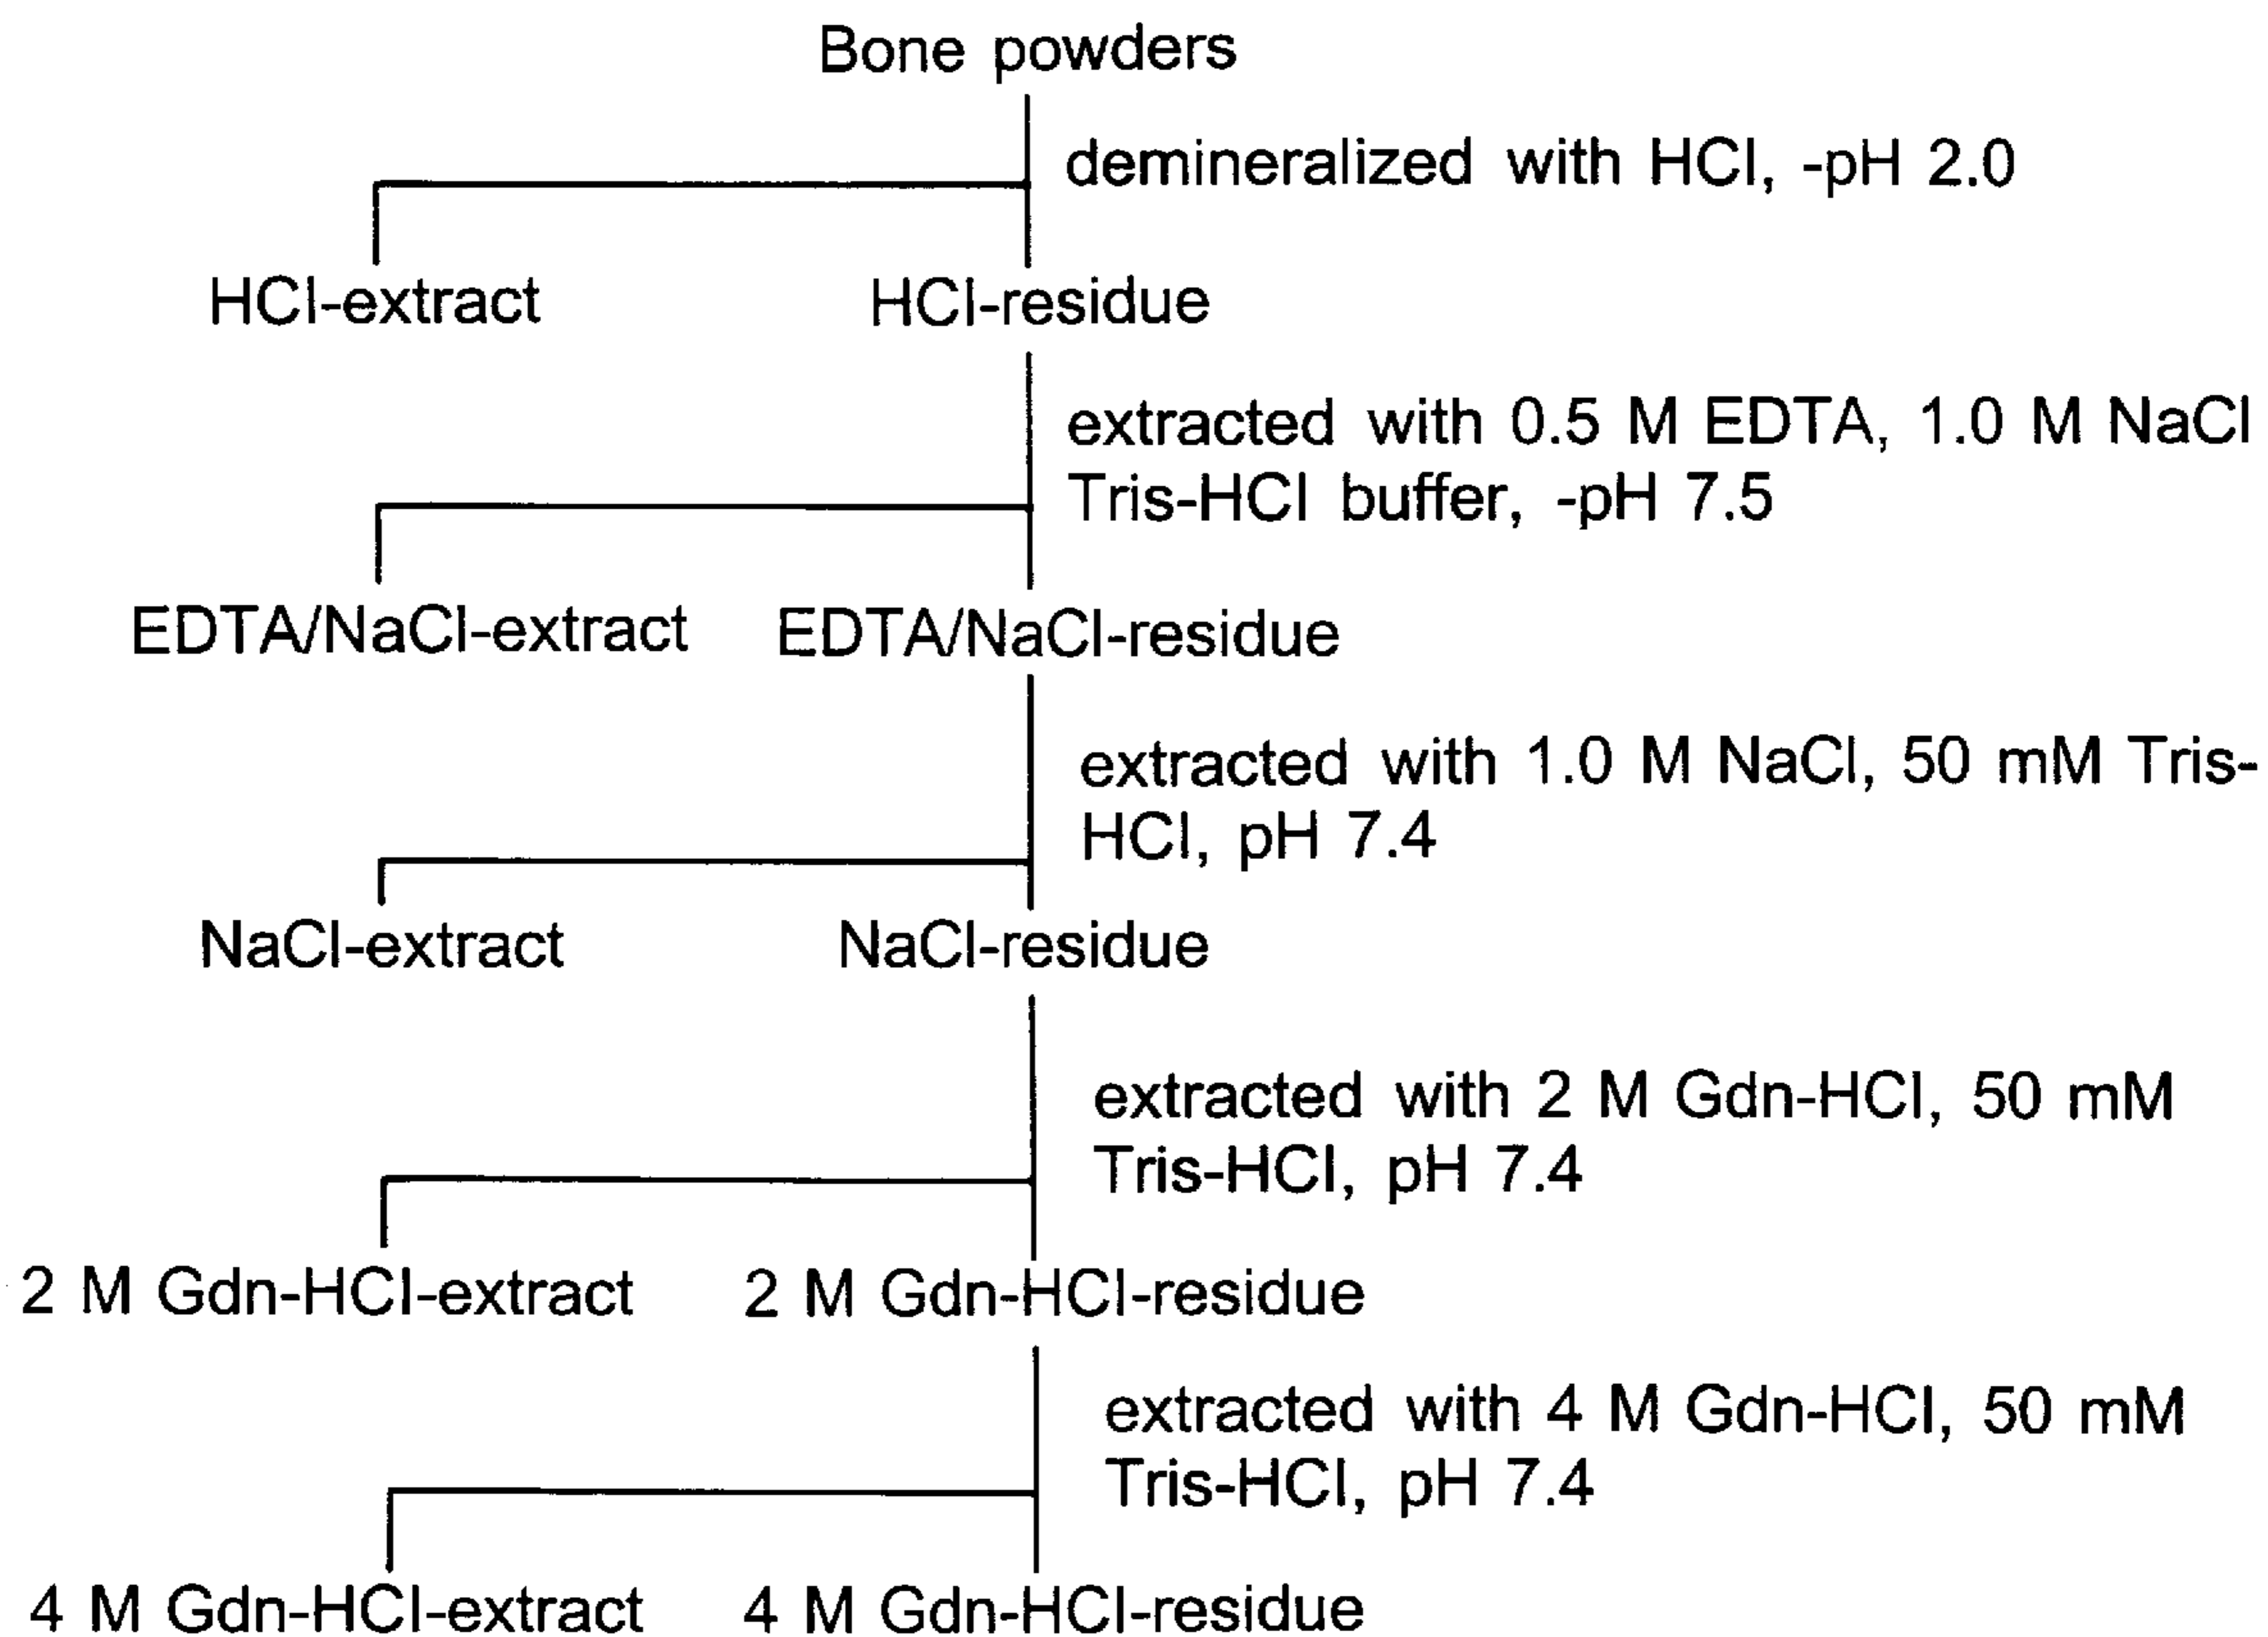 Bone powders
demineralized with HCl, -pH 2.0
HCl-extract
HCl-residue
extracted with 0.5 M EDTA, 1.0 M NaCl
Tris-HCl buffer, -pH 7.5
EDTA/NaCl-extract
EDTA/NaCl-residue
extracted with 1.0 M NaCl, 50 mM Tris-
HCl, pH 7.4
NaCl-extract
NaCl-residue
extracted with 2 M Gdn-HCl, 50 mM
Tris-HCl, pH 7.4
2 M Gdn-HCl-extract
2 M Gdn-HCl-residue
extracted with 4 M Gdn-HCl, 50 mM
Tris-HCl, pH 7.4
4 M Gdn-HCl-extract
4 M Gdn-HCl-residue